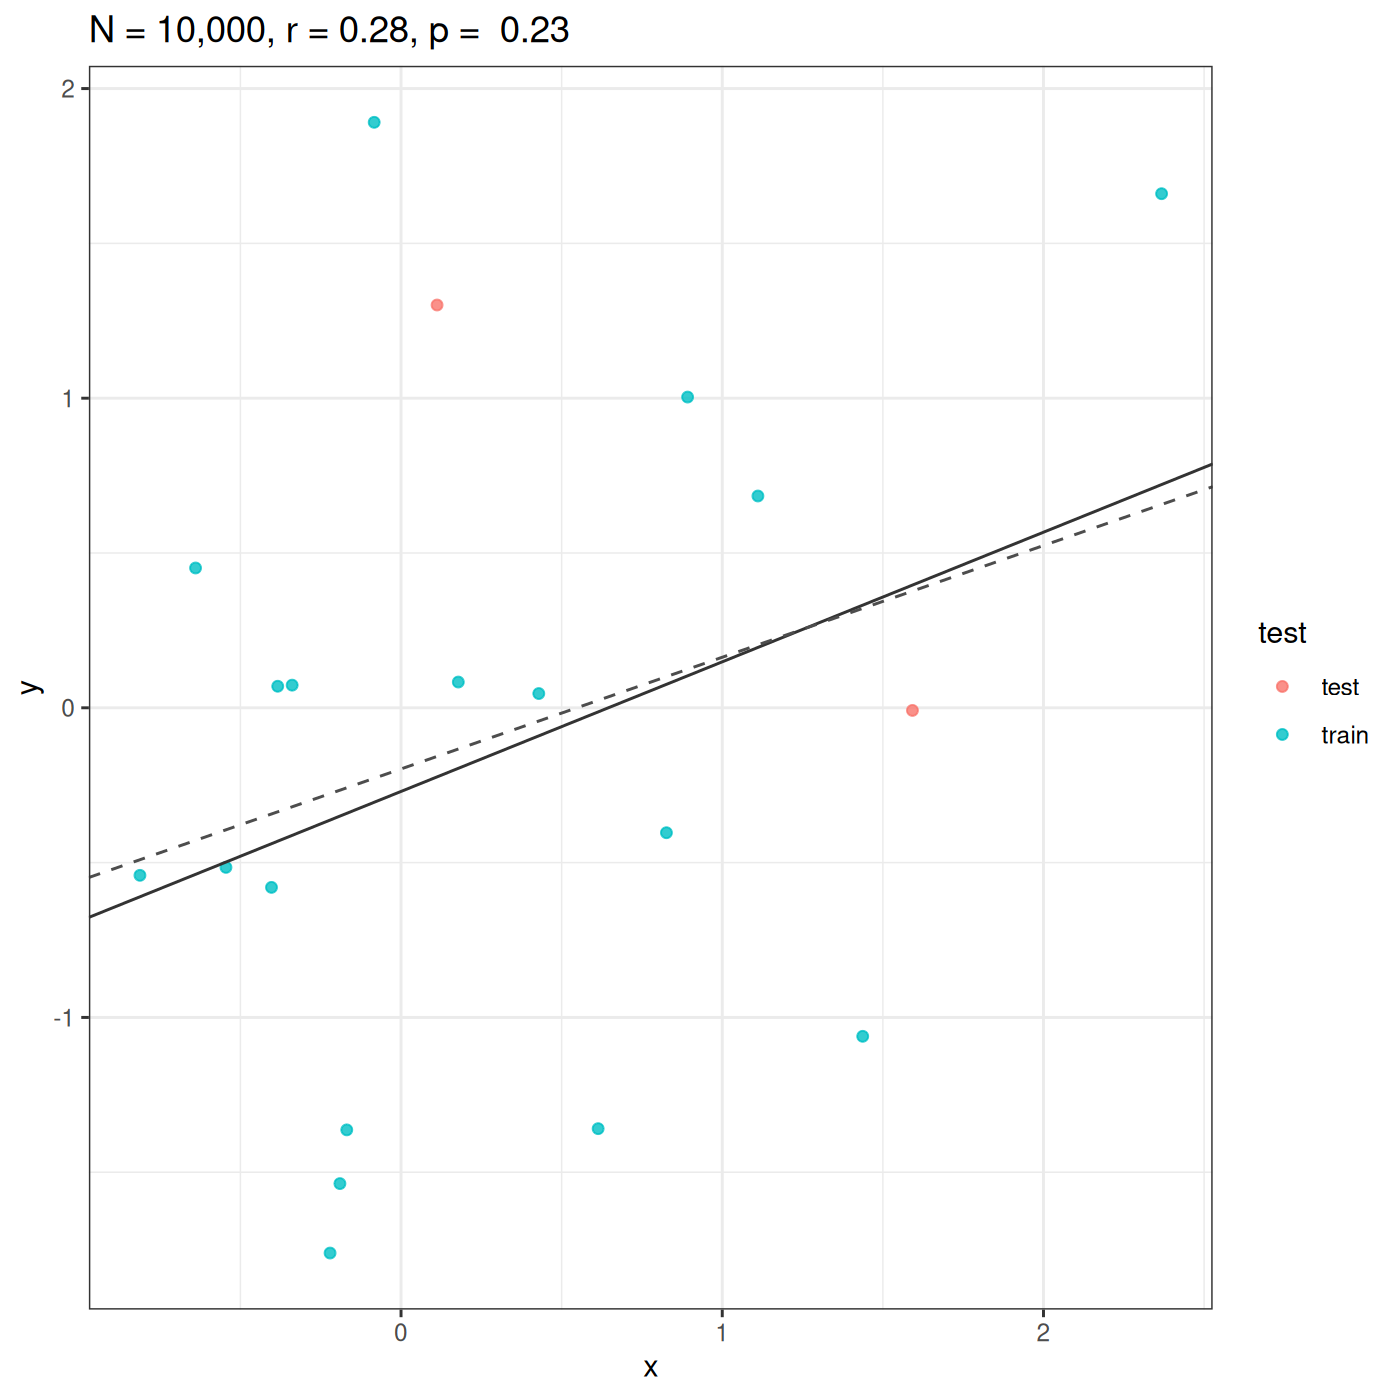 N = 10,000, r = 0.28, p =  0.23
2
1
0
-1
y
0
1
2
x
test
test
train